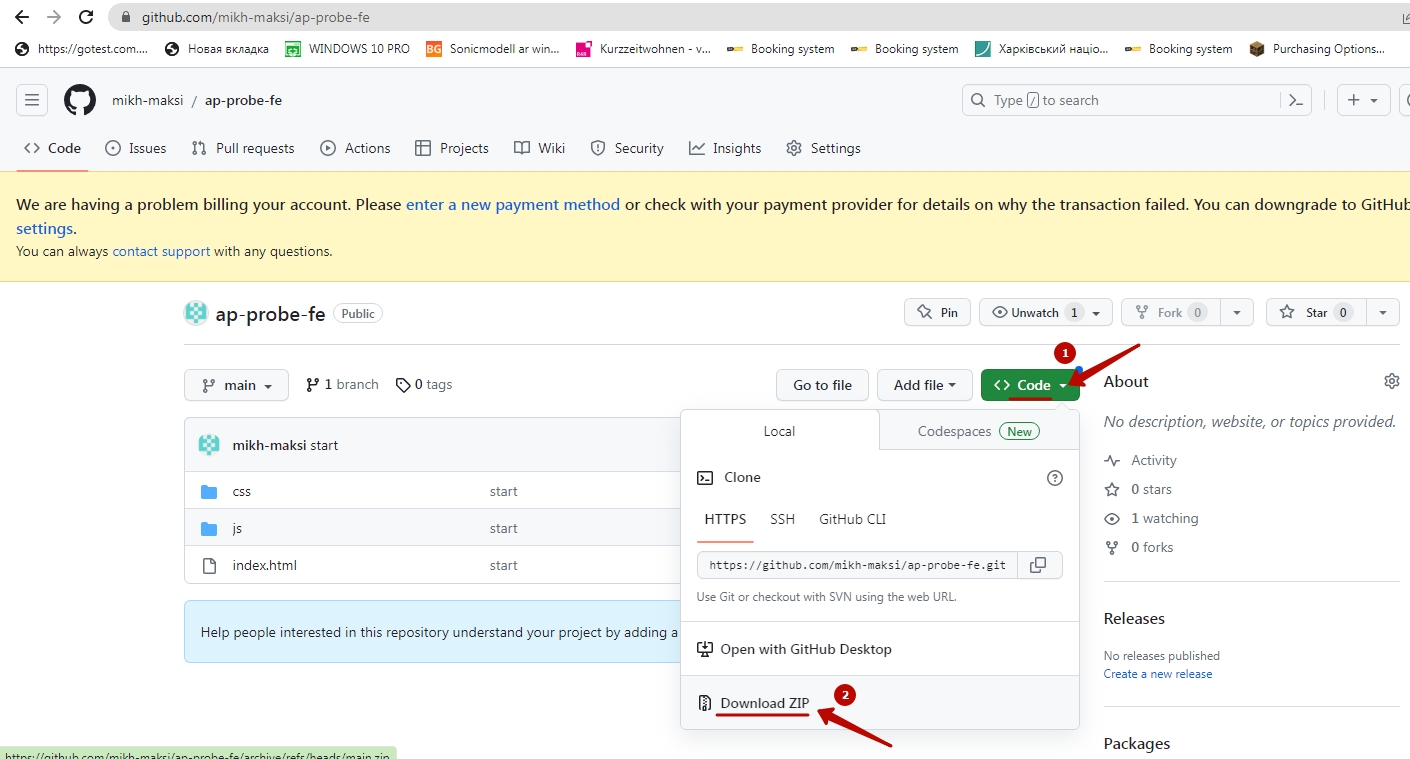 github.com/mikh-maksi/ap-probe-fe
https://gotest.com.... Новая вкладка WINDOWS 10 PRO BG Sonicmodell ar win... Kurzzeitwohnen - v... Booking system Booking system Харківський націо... Booking system Purchasing Options...
mikh-maksi / ap-probe-fe Type / to search
Code Issues Pull requests Actions Projects Wiki Security Insights Settings
We are having a problem billing your account. Please enter a new payment method or check with your payment provider for details on why the transaction failed. You can downgrade to GitHub
settings.
You can always contact support with any questions.
ap-probe-fe Public Pin Unwatch 1 Fork 0 Star 0
1
main 1 branch 0 tags Go to file Add file Code About
No description, website, or topics provided.
mikh-maksi start Local Codespaces New
Activity
css start Clone 0 stars
js start HTTPS SSH GitHub CLI 1 watching
0 forks
index.html start https://github.com/mikh-maksi/ap-probe-fe.git
Use Git or checkout with SVN using the web URL.
Releases
Help people interested in this repository understand your project by adding a
Open with GitHub Desktop No releases published
Create a new release
Download ZIP 2
Packages
https://github.com/mikh-maksi/ap-probe-fe/archive/refs/heads/main.zip